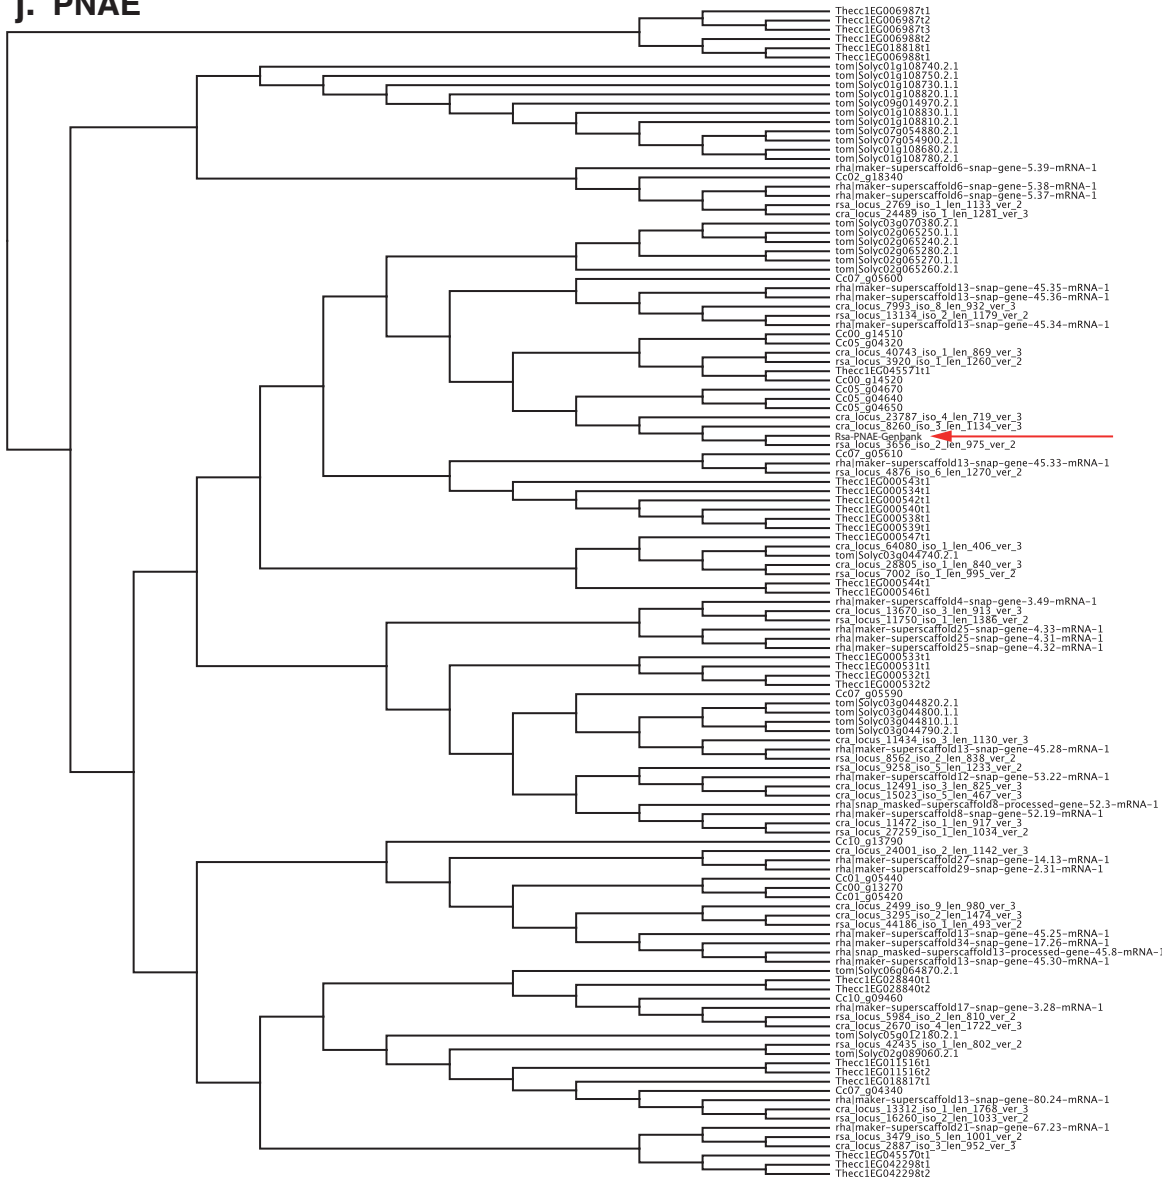 j. PNAE
Thecc1EG006987t1
Thecc1EG006987t2
Thecc1EG006987t3
Thecc1EG006988t2
Thecc1EG018818t1
Thecc1EG006988t1
tom|Solyc01g108740.2.1
tom|Solyc01g108750.2.1
tom|Solyc01g108730.1.1
tom|Solyc01g108820.1.1
tom|Solyc09g014970.2.1
tom|Solyc01g108830.1.1
tom|Solyc01g108810.2.1
tom|Solyc07g054880.2.1
tom|Solyc07g054900.2.1
tom|Solyc01g108680.2.1
tom|Solyc01g108780.2.1
rha|maker-superscaffold6-snap-gene-5.39-mRNA-1
Cc02_g18340
rha|maker-superscaffold6-snap-gene-5.38-mRNA-1
rha|maker-superscaffold6-snap-gene-5.37-mRNA-1
rsa_locus_2769_iso_1_len_1133_ver_2
cra_locus_24489_iso_1_len_1281_ver_3
tom|Solyc03g070380.2.1
tom|Solyc02g065250.1.1
tom|Solyc02g065240.2.1
tom|Solyc02g065280.2.1
tom|Solyc02g065270.1.1
tom|Solyc02g065260.2.1
Cc07_g05600
rha|maker-superscaffold13-snap-gene-45.35-mRNA-1
rha|maker-superscaffold13-snap-gene-45.36-mRNA-1
cra_locus_7993_iso_8_len_932_ver_3
rsa_locus_13134_iso_2_len_1179_ver_2
rha|maker-superscaffold13-snap-gene-45.34-mRNA-1
Cc00_g14510
Cc05_g04320
cra_locus_40743_iso_1_len_869_ver_3
rsa_locus_3920_iso_1_len_1260_ver_2
Thecc1EG045571t1
Cc00_g14520
Cc05_g04670
Cc05_g04640
Cc05_g04650
cra_locus_23787_iso_4_len_719_ver_3
cra_locus_8260_iso_3_len_1134_ver_3
Rsa-PNAE-Genbank
rsa_locus_3656_iso_2_len_975_ver_2
Cc07_g05610
rha|maker-superscaffold13-snap-gene-45.33-mRNA-1
rsa_locus_4876_iso_6_len_1270_ver_2
Thecc1EG000543t1
Thecc1EG000534t1
Thecc1EG000542t1
Thecc1EG000540t1
Thecc1EG000538t1
Thecc1EG000539t1
Thecc1EG000547t1
cra_locus_64080_iso_1_len_406_ver_3
tom|Solyc03g044740.2.1
cra_locus_28805_iso_1_len_840_ver_3
rsa_locus_7002_iso_1_len_995_ver_2
Thecc1EG000544t1
Thecc1EG000546t1
rha|maker-superscaffold4-snap-gene-3.49-mRNA-1
cra_locus_13670_iso_3_len_913_ver_3
rsa_locus_11750_iso_1_len_1386_ver_2
rha|maker-superscaffold25-snap-gene-4.33-mRNA-1
rha|maker-superscaffold25-snap-gene-4.31-mRNA-1
rha|maker-superscaffold25-snap-gene-4.32-mRNA-1
Thecc1EG000533t1
Thecc1EG000531t1
Thecc1EG000532t1
Thecc1EG000532t2
Cc07_g05590
tom|Solyc03g044820.2.1
tom|Solyc03g044800.1.1
tom|Solyc03g044810.1.1
tom|Solyc03g044790.2.1
cra_locus_11434_iso_3_len_1130_ver_3
rha|maker-superscaffold13-snap-gene-45.28-mRNA-1
rsa_locus_8562_iso_2_len_838_ver_2
rsa_locus_9258_iso_5_len_1233_ver_2
rha|maker-superscaffold12-snap-gene-53.22-mRNA-1
cra_locus_12491_iso_3_len_825_ver_3
cra_locus_15023_iso_5_len_467_ver_3
rha|snap_masked-superscaffold8-processed-gene-52.3-mRNA-1
rha|maker-superscaffold8-snap-gene-52.19-mRNA-1
cra_locus_11472_iso_1_len_917_ver_3
rsa_locus_27259_iso_1_len_1034_ver_2
Cc10_g13790
cra_locus_24001_iso_2_len_1142_ver_3
rha|maker-superscaffold27-snap-gene-14.13-mRNA-1
rha|maker-superscaffold29-snap-gene-2.31-mRNA-1
Cc01_g05440
Cc00_g13270
Cc01_g05420
cra_locus_2499_iso_9_len_980_ver_3
cra_locus_3295_iso_2_len_1474_ver_3
rsa_locus_44186_iso_1_len_493_ver_2
rha|maker-superscaffold13-snap-gene-45.25-mRNA-1
rha|maker-superscaffold34-snap-gene-17.26-mRNA-1
rha|snap_masked-superscaffold13-processed-gene-45.8-mRNA-1
rha|maker-superscaffold13-snap-gene-45.30-mRNA-1
tom|Solyc06g064870.2.1
Thecc1EG028840t1
Thecc1EG028840t2
Cc10_g09460
rha|maker-superscaffold17-snap-gene-3.28-mRNA-1
rsa_locus_5984_iso_2_len_810_ver_2
cra_locus_2670_iso_4_len_1722_ver_3
tom|Solyc05g012180.2.1
rsa_locus_42435_iso_1_len_802_ver_2
tom|Solyc02g089060.2.1
Thecc1EG011516t1
Thecc1EG011516t2
Thecc1EG018817t1
Cc07_g04340
rha|maker-superscaffold13-snap-gene-80.24-mRNA-1
cra_locus_13312_iso_1_len_1768_ver_3
rsa_locus_16260_iso_2_len_1033_ver_2
rha|maker-superscaffold21-snap-gene-67.23-mRNA-1
rsa_locus_3479_iso_5_len_1001_ver_2
cra_locus_2887_iso_3_len_952_ver_3
Thecc1EG045570t1
Thecc1EG042298t1
Thecc1EG042298t2